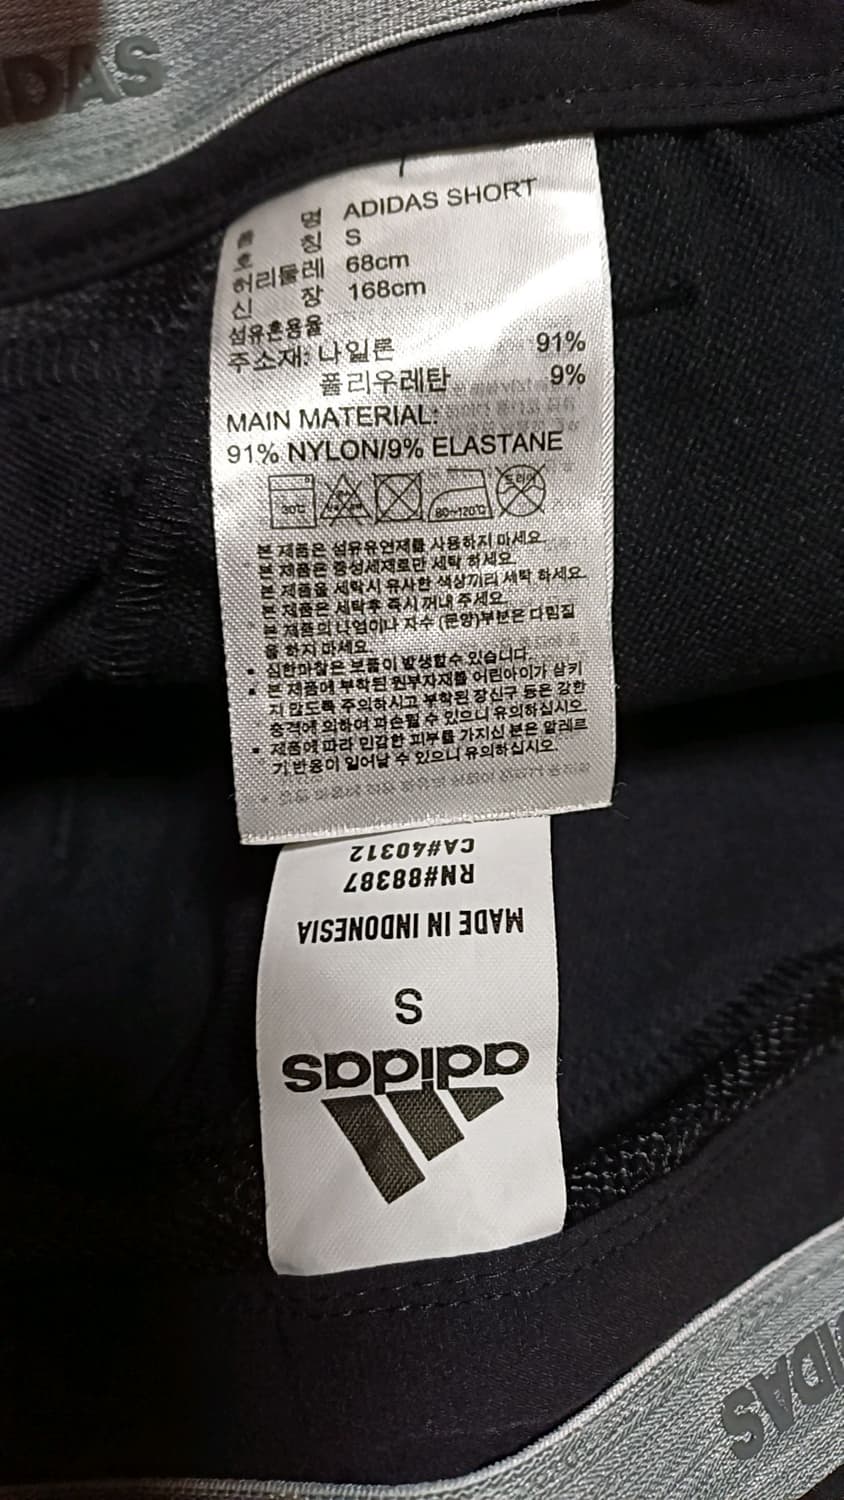 DAS
품 명 ADIDAS SHORT
호 칭 S
허리둘레 68cm
신 장 168cm
섬유혼용율
주소재: 나일론 91%
폴리우레탄 9%
MAIN MATERIAL:
91% NYLON/9% ELASTANE
30℃ 80~120℃ 드라이
본 제품은 섬유유연제를 사용하지 마세요.
본 제품은 중성세제로만 세탁 하세요.
본 제품을 세탁시 유사한 색상끼리 세탁 하세요.
본 제품은 세탁후 즉시 꺼내 주세요.
본 제품의 나염이나 자수 (문양)부분은 다림질
을 하지 마세요.
• 심한마찰은 보풀이 발생할수 있습니다.
• 본 제품에 부착된 원부자재를 어린아이가 삼키
지 않도록 주의하시고 부착된 장신구 등은 강한
충격에 의하여 파손될 수 있으니 유의하십시오.
• 제품에 따라 민감한 피부를 가지신 분은 알레르
기 반응이 일어날 수 있으니 유의하십시오.
CA#40312
RN#88387
MADE IN INDONESIA
S
adidas
IDAS